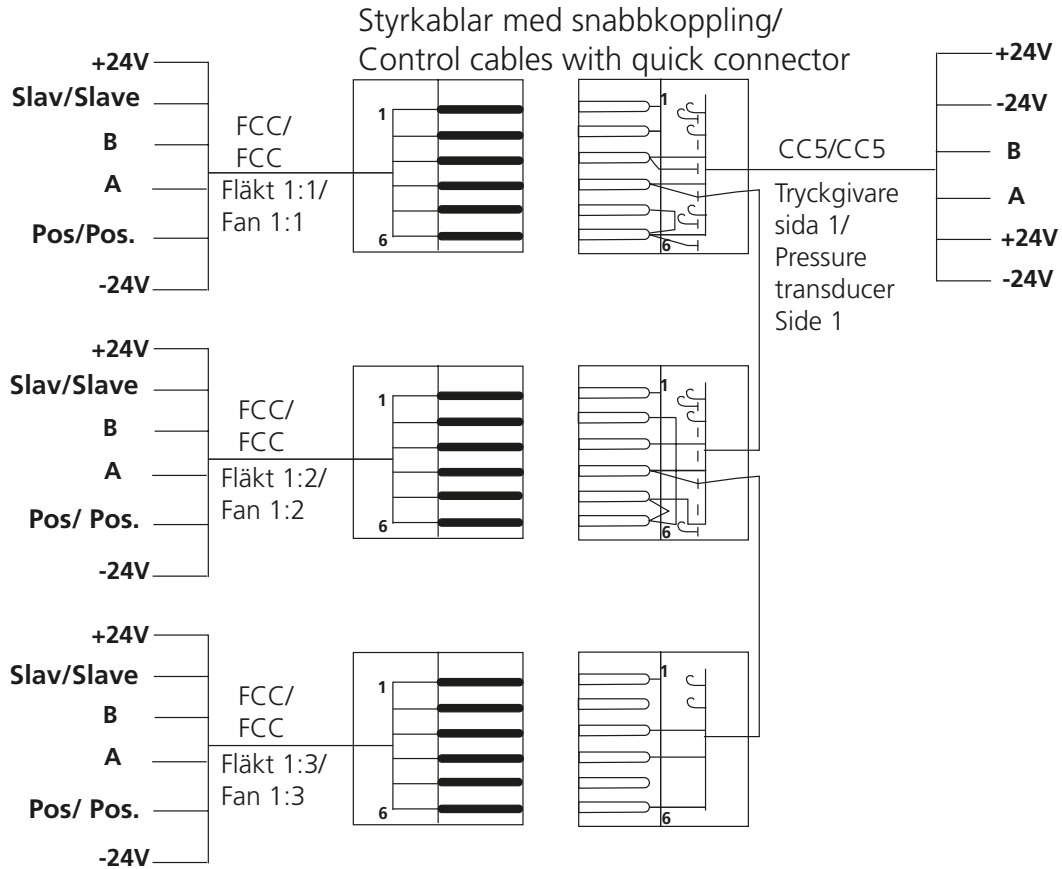 Styrkablar med snabbkoppling/
Control cables with quick connector
+24V
Slav/Slave
B
A
Pos/Pos.
-24V
FCC/
FCC
Fläkt 1:1/
Fan 1:1
1
6
1
6
CC5/CC5
Tryckgivare
sida 1/
Pressure
transducer
Side 1
+24V
-24V
B
A
+24V
-24V
+24V
Slav/Slave
B
A
Pos/ Pos.
-24V
FCC/
FCC
Fläkt 1:2/
Fan 1:2
1
6
1
6
+24V
Slav/Slave
B
A
Pos/ Pos.
-24V
FCC/
FCC
Fläkt 1:3/
Fan 1:3
1
6
1
6